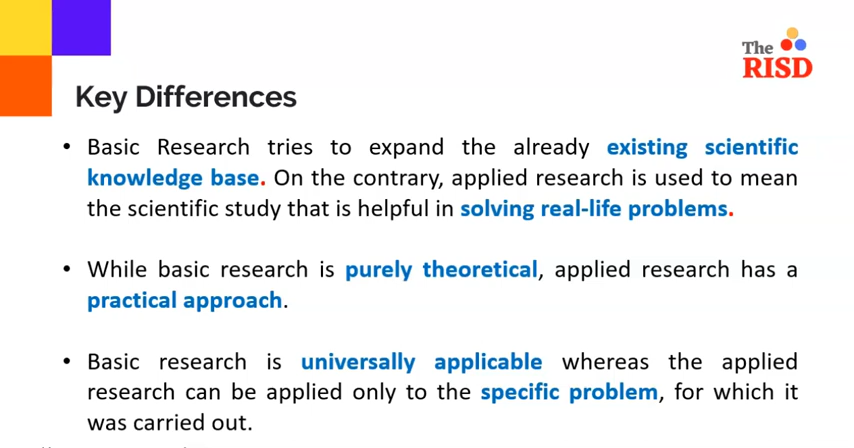 The
RISD
Key Differences
• Basic Research tries to expand the already existing scientific
knowledge base. On the contrary, applied research is used to mean
the scientific study that is helpful in solving real-life problems.
• While basic research is purely theoretical, applied research has a
practical approach.
• Basic research is universally applicable whereas the applied
research can be applied only to the specific problem, for which it
was carried out.